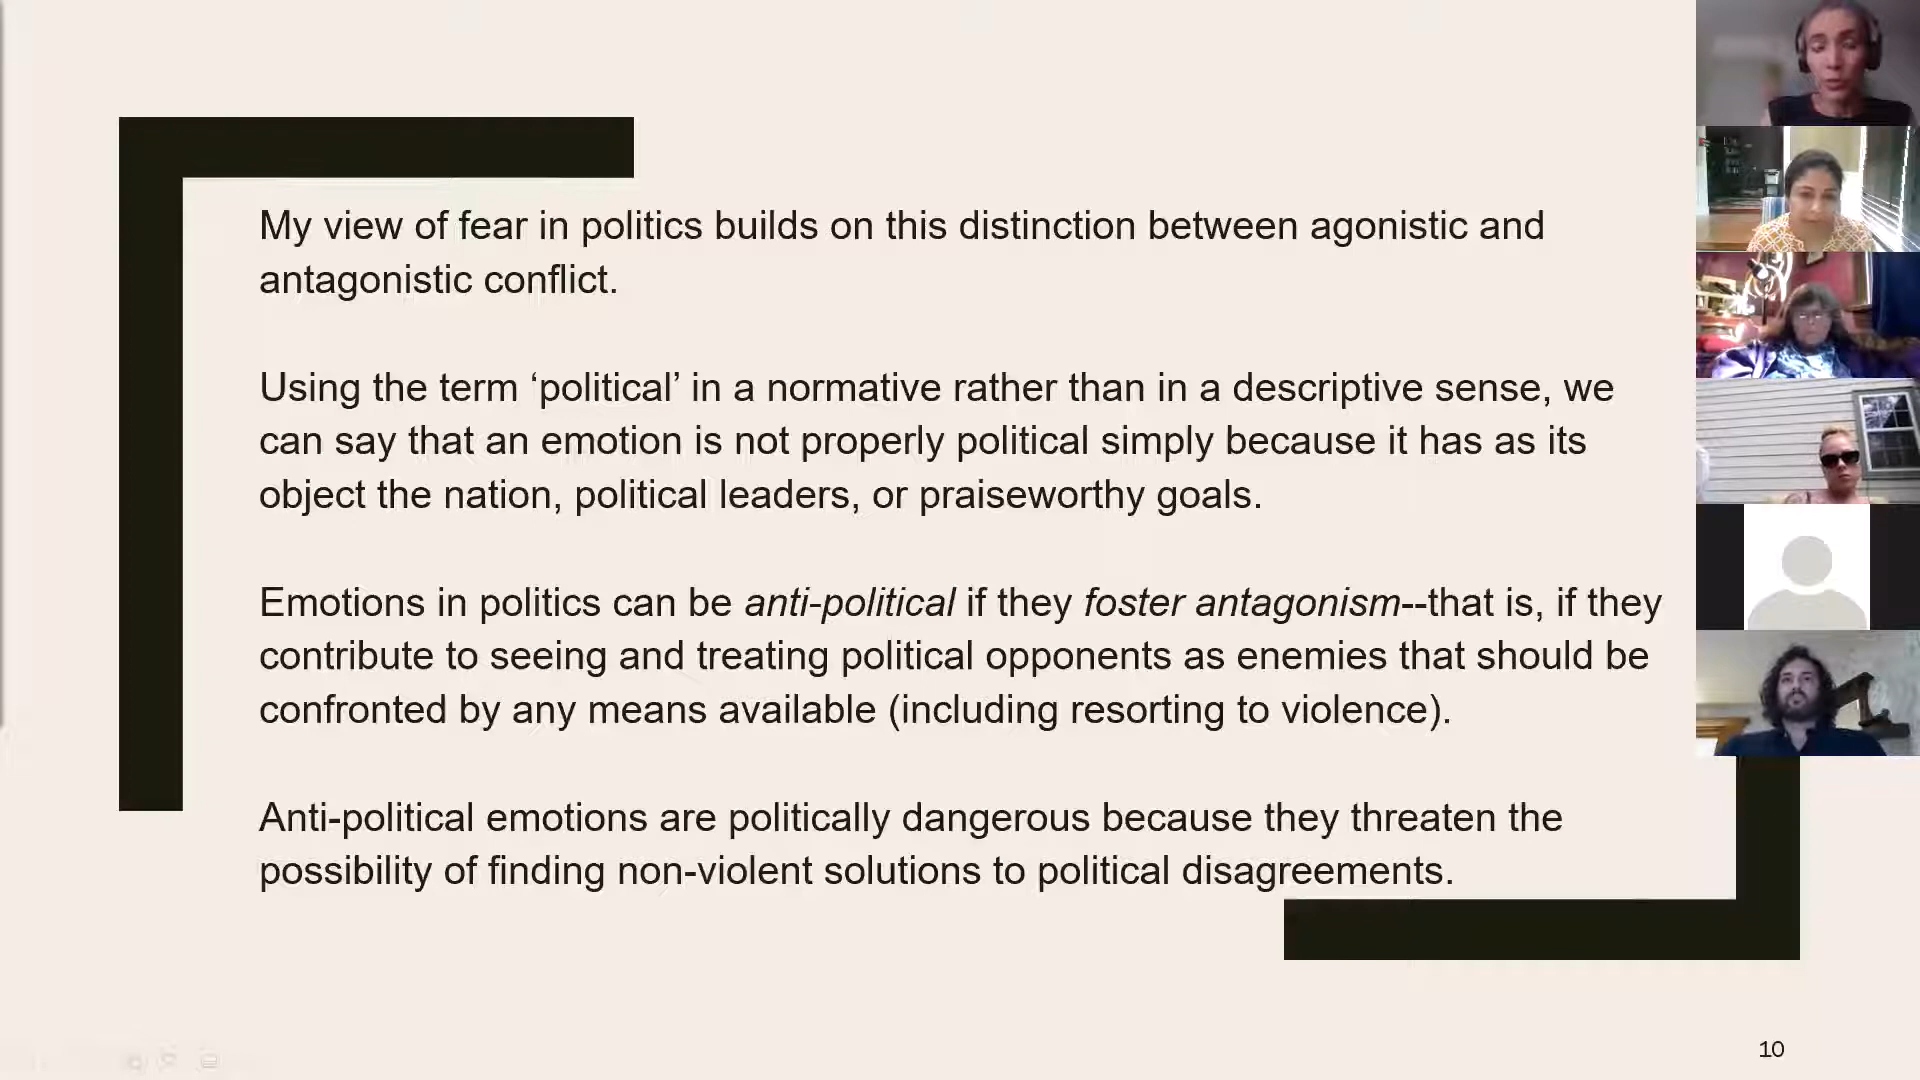 My view of fear in politics builds on this distinction between agonistic and
antagonistic conflict.
Using the term ‘political’ in a normative rather than in a descriptive sense, we
can say that an emotion is not properly political simply because it has as its
object the nation, political leaders, or praiseworthy goals.
Emotions in politics can be anti-political if they foster antagonism--that is, if they
contribute to seeing and treating political opponents as enemies that should be
confronted by any means available (including resorting to violence).
Anti-political emotions are politically dangerous because they threaten the
possibility of finding non-violent solutions to political disagreements.
10